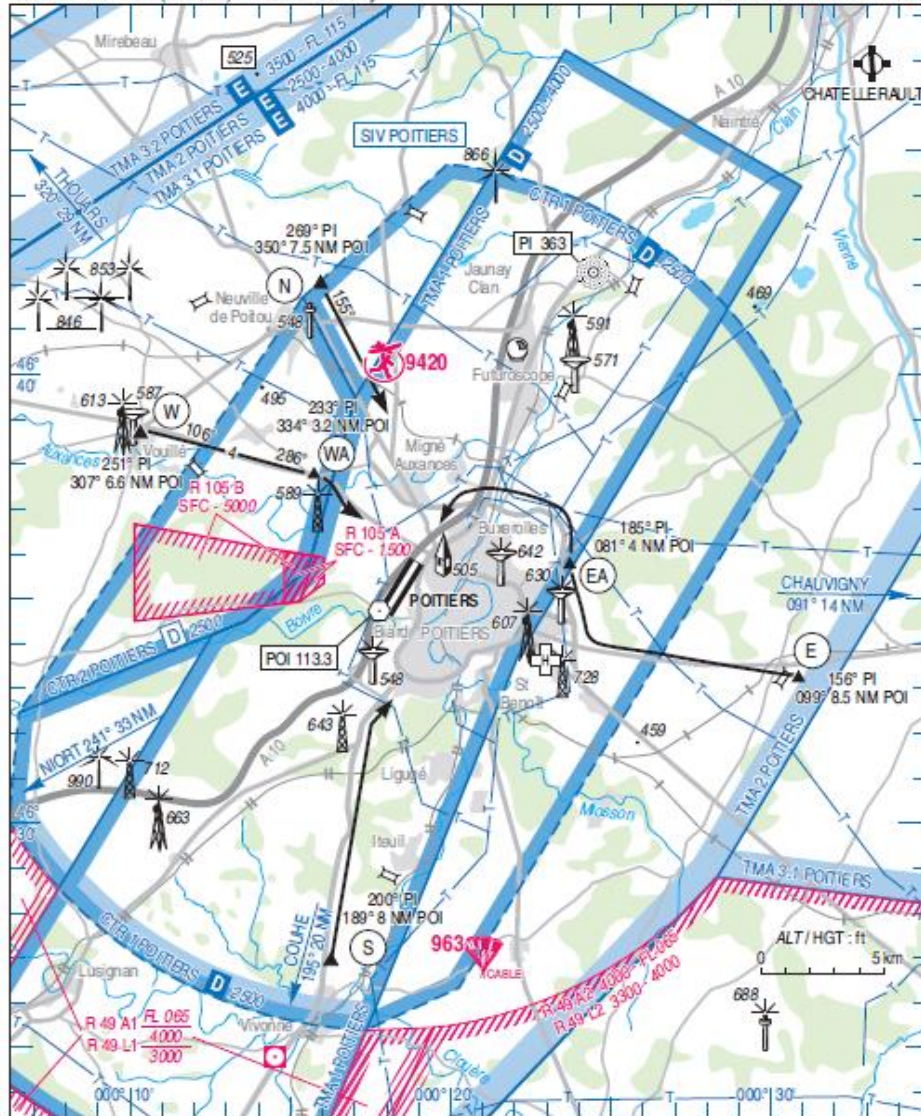 Mirebeau
525
3500 - FL 115
2500-4000
4000 - FL 115
E
E
E
TMA 3.2 POITIERS
TMA 2 POITIERS
TMA 3.1 POITIERS
SIV POITIERS
2500-4000
D
A 10
Naintré
Clain
CHATELLERAULT
THOUARS
320° 29 NM
866
CTR 1 POITIERS
D
2500
Vienne
TMA 1 POITIERS
269° PI
350° 7.5 NM POI
PI 363
853
846
N
155°
Neuville
de Poitou
548
Jaunay
Clan
469
591
571
46°
40'
9420
Futuroscope
613
587
W
495
233° PI
334° 3.2 NM POI
106°
4
286°
WA
Vouillé
Auxances
251° PI
307° 6.6 NM POI
Migné
Auxances
R 105 B
SFC - 5000
589
R 105 A
SFC - 1500
Buxerolles
185° PI
081° 4 NM POI
505
642
630
EA
CHAUVIGNY
091° 14 NM
POITIERS
Boivre
Biard
POITIERS
607
CTR 2 POITIERS
D
2500
POI 113.3
548
H
728
St
Benoît
E
156° PI
099° 8.5 NM POI
NIORT 241° 33 NM
643
A 10
459
TMA 2 POITIERS
990
712
663
Ligugé
Miosson
46°
30'
Iteuil
TMA 3.1 POITIERS
200° PI
189° 8 NM POI
COUHE
195° 20 NM
S
963
CABLE
ALT / HGT : ft
0
5 km
CTR 1 POITIERS
D
2500
Lusignan
Vivonne
R 49 A2 4000 - FL 065
R 49 L2 3300 - 4000
688
R 49 A1
FL 065
4000
R 49 L1
3000
TMA 1 POITIERS
Clouère
000° 10'
000° 20'
000° 30'